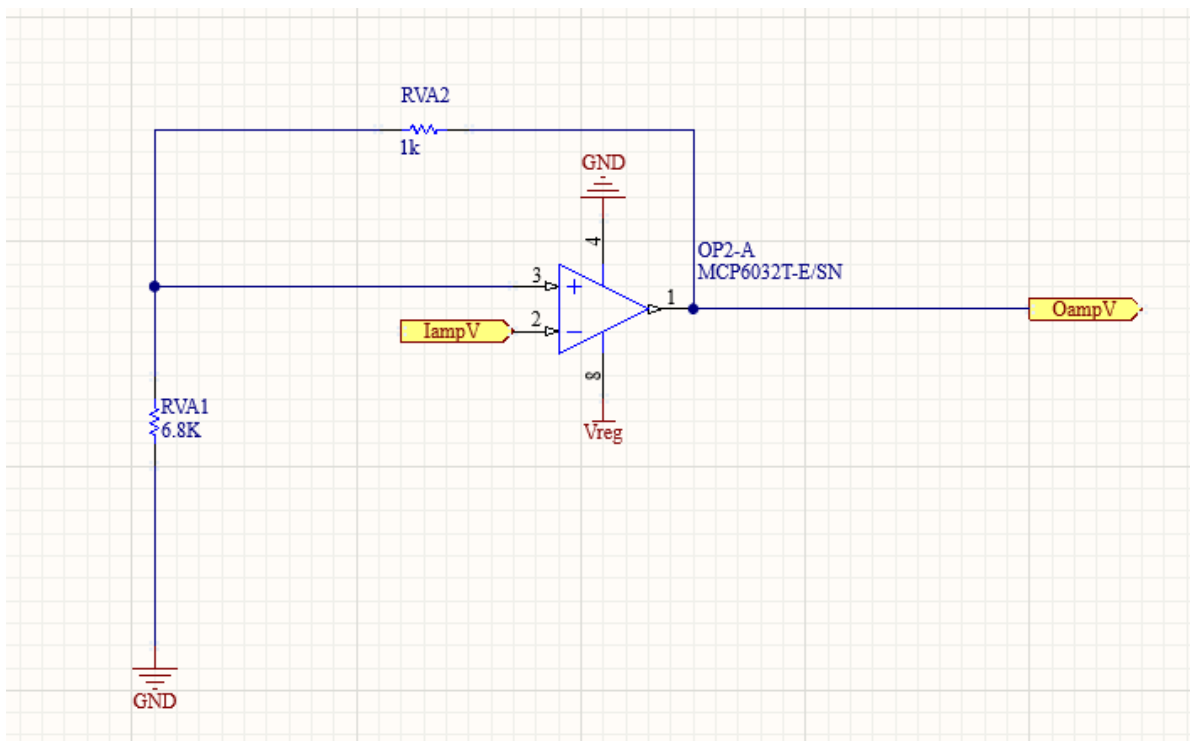 RVA2
1k
GND
4
OP2-A
MCP6032T-E/SN
3
+
1
OampV
IampV
2
−
8
Vreg
RVA1
6.8K
GND